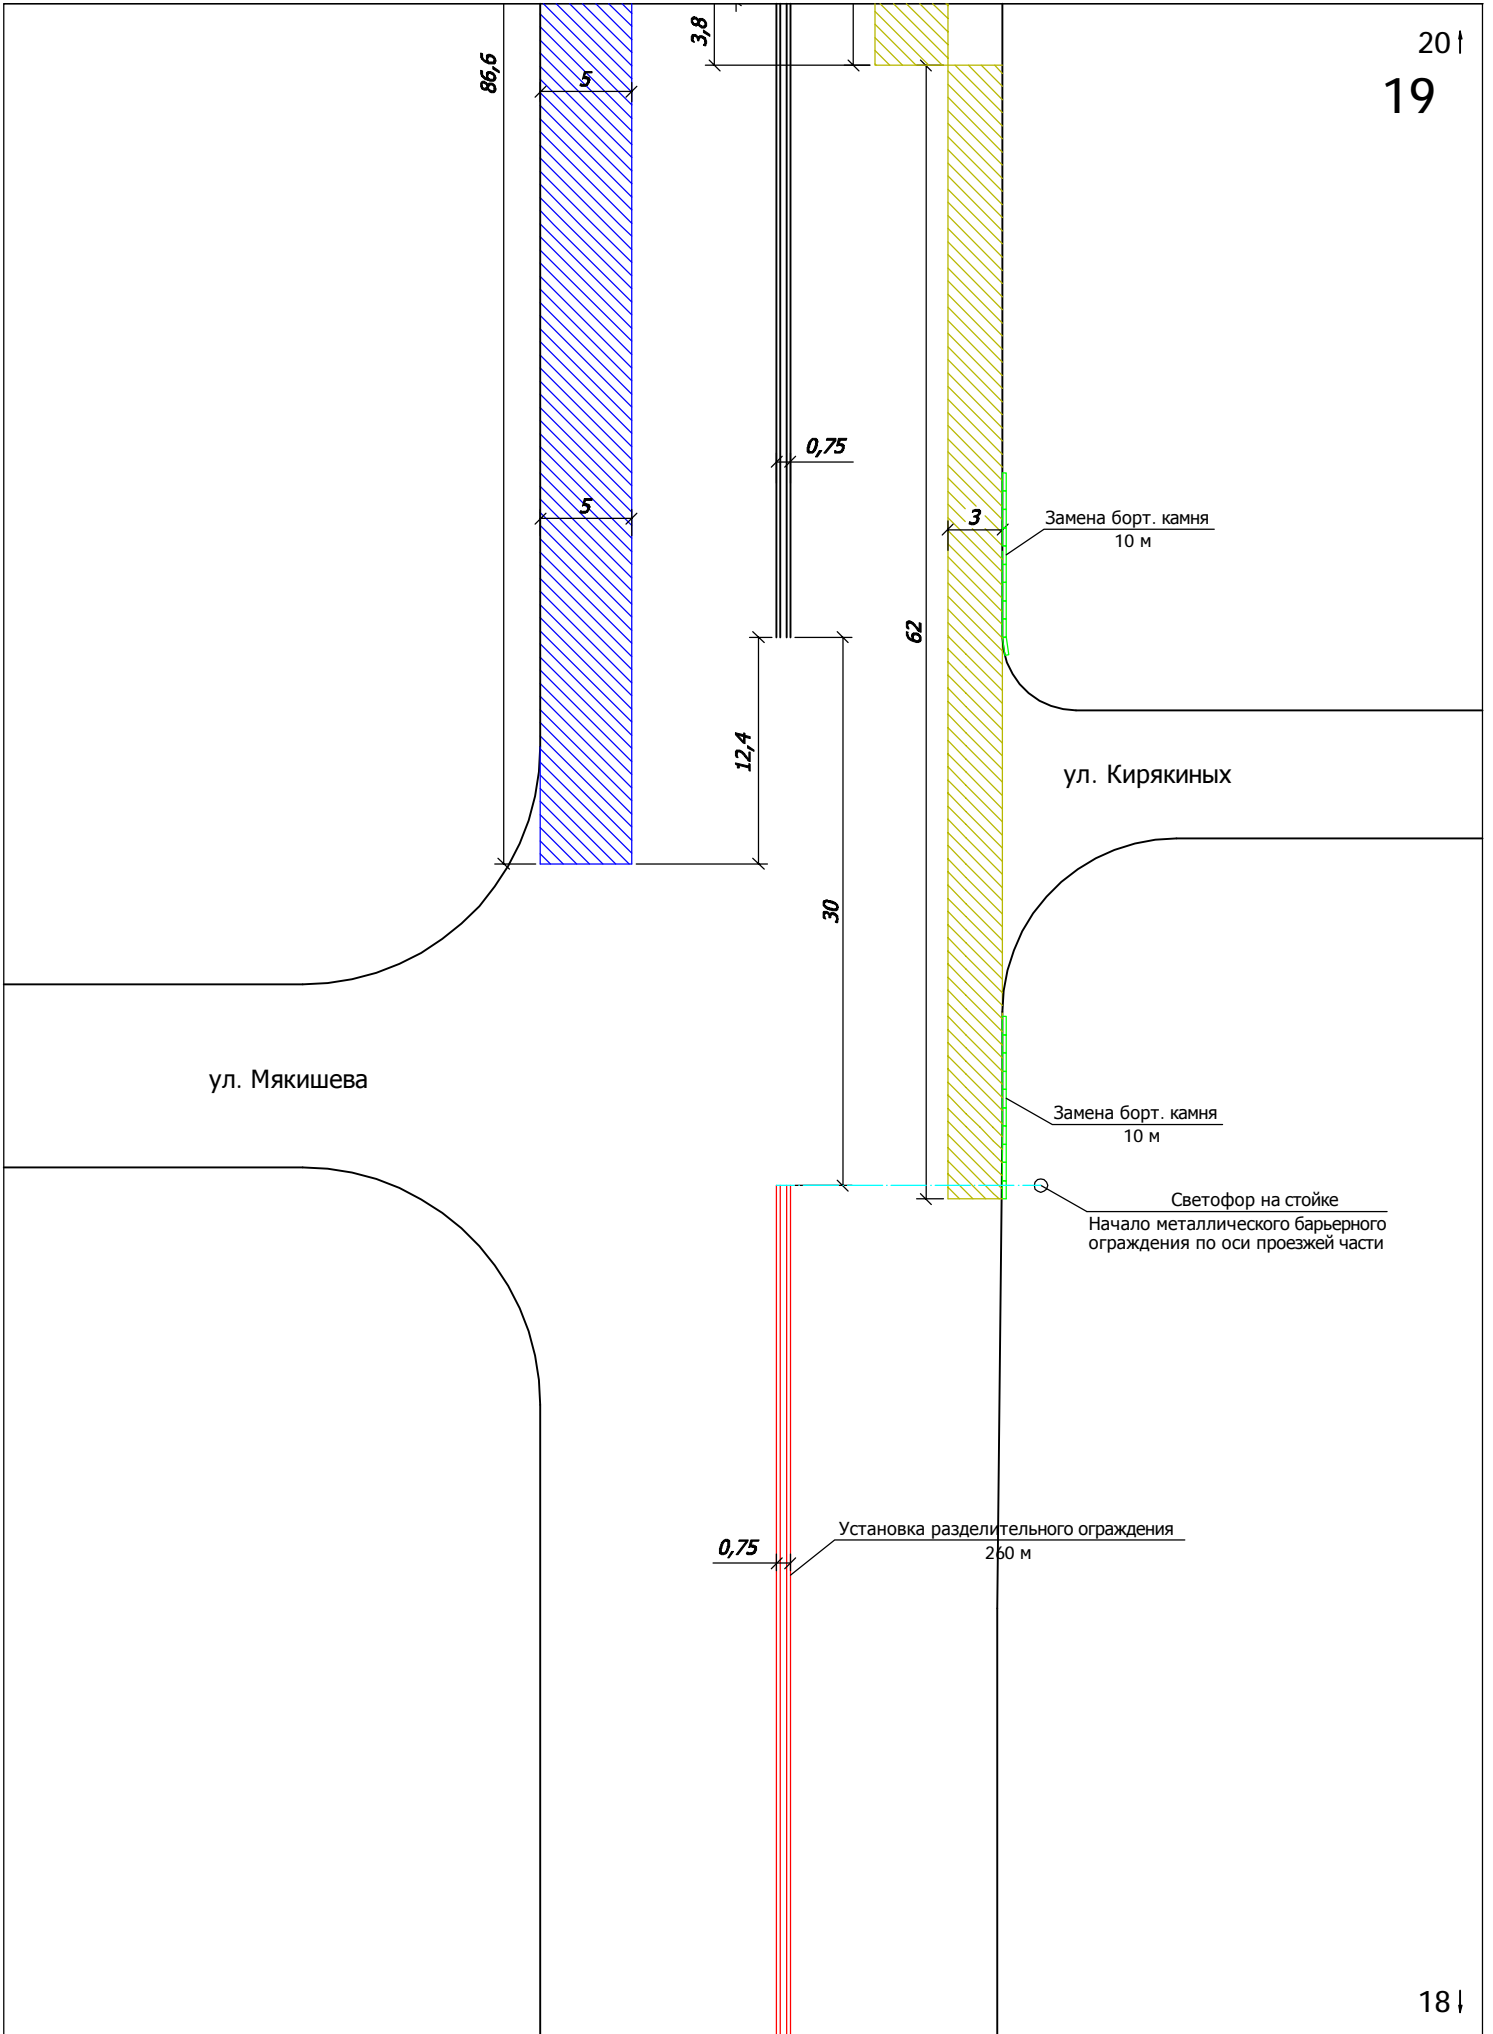 20
19
86,6
5
3,8
0,75
5
3
Замена борт. камня
10 м
62
12,4
ул. Кирякиных
30
ул. Мякишева
Замена борт. камня
10 м
Светофор на стойке
Начало металлического барьерного
ограждения по оси проезжей части
Установка разделительного ограждения
260 м
0,75
18